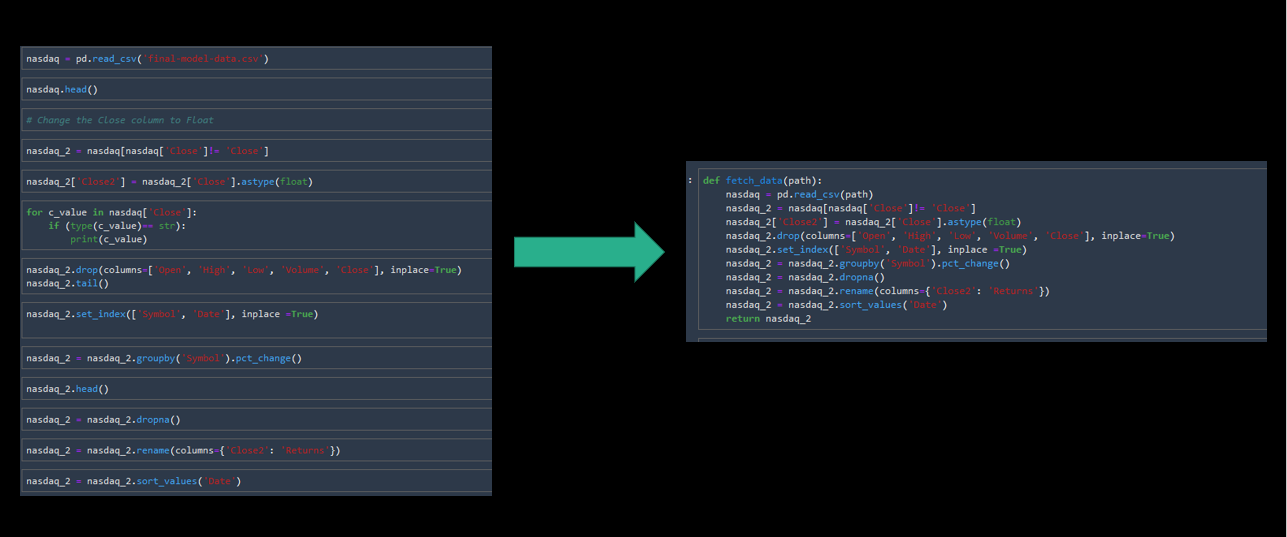 nasdaq = pd.read_csv('final-model-data.csv')
nasdaq.head()
# Change the Close column to Float
nasdaq_2 = nasdaq[nasdaq['Close']!= 'Close']
nasdaq_2['Close2'] = nasdaq_2['Close'].astype(float)
for c_value in nasdaq['Close']:
    if (type(c_value)== str):
        print(c_value)
nasdaq_2.drop(columns=['Open', 'High', 'Low', 'Volume', 'Close'], inplace=True)
nasdaq_2.tail()
nasdaq_2.set_index(['Symbol', 'Date'], inplace =True)
nasdaq_2 = nasdaq_2.groupby('Symbol').pct_change()
nasdaq_2.head()
nasdaq_2 = nasdaq_2.dropna()
nasdaq_2 = nasdaq_2.rename(columns={'Close2': 'Returns'})
nasdaq_2 = nasdaq_2.sort_values('Date')
: def fetch_data(path):
    nasdaq = pd.read_csv(path)
    nasdaq_2 = nasdaq[nasdaq['Close']!= 'Close']
    nasdaq_2['Close2'] = nasdaq_2['Close'].astype(float)
    nasdaq_2.drop(columns=['Open', 'High', 'Low', 'Volume', 'Close'], inplace=True)
    nasdaq_2.set_index(['Symbol', 'Date'], inplace =True)
    nasdaq_2 = nasdaq_2.groupby('Symbol').pct_change()
    nasdaq_2 = nasdaq_2.dropna()
    nasdaq_2 = nasdaq_2.rename(columns={'Close2': 'Returns'})
    nasdaq_2 = nasdaq_2.sort_values('Date')
    return nasdaq_2